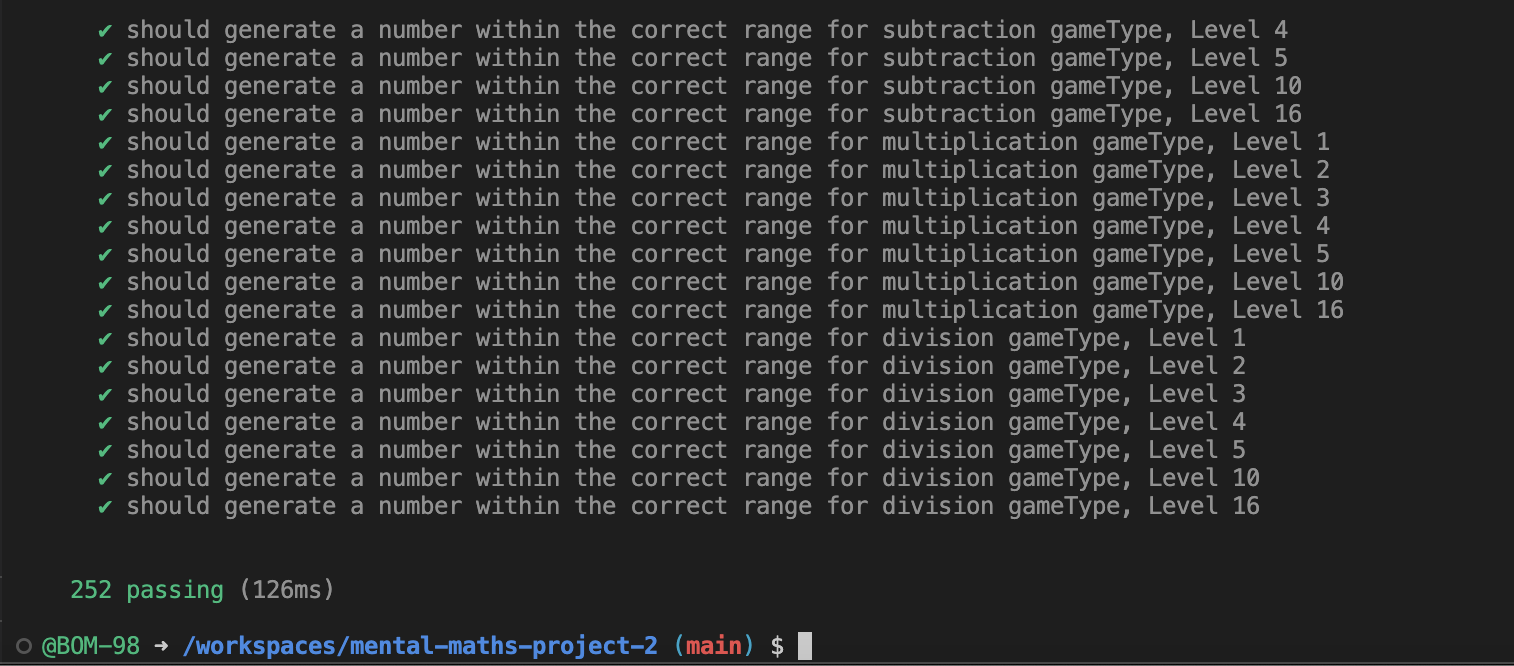 ✔ should generate a number within the correct range for subtraction gameType, Level 4
✔ should generate a number within the correct range for subtraction gameType, Level 5
✔ should generate a number within the correct range for subtraction gameType, Level 10
✔ should generate a number within the correct range for subtraction gameType, Level 16
✔ should generate a number within the correct range for multiplication gameType, Level 1
✔ should generate a number within the correct range for multiplication gameType, Level 2
✔ should generate a number within the correct range for multiplication gameType, Level 3
✔ should generate a number within the correct range for multiplication gameType, Level 4
✔ should generate a number within the correct range for multiplication gameType, Level 5
✔ should generate a number within the correct range for multiplication gameType, Level 10
✔ should generate a number within the correct range for multiplication gameType, Level 16
✔ should generate a number within the correct range for division gameType, Level 1
✔ should generate a number within the correct range for division gameType, Level 2
✔ should generate a number within the correct range for division gameType, Level 3
✔ should generate a number within the correct range for division gameType, Level 4
✔ should generate a number within the correct range for division gameType, Level 5
✔ should generate a number within the correct range for division gameType, Level 10
✔ should generate a number within the correct range for division gameType, Level 16
252 passing (126ms)
@BOM-98 ➜ /workspaces/mental-maths-project-2 (main) $